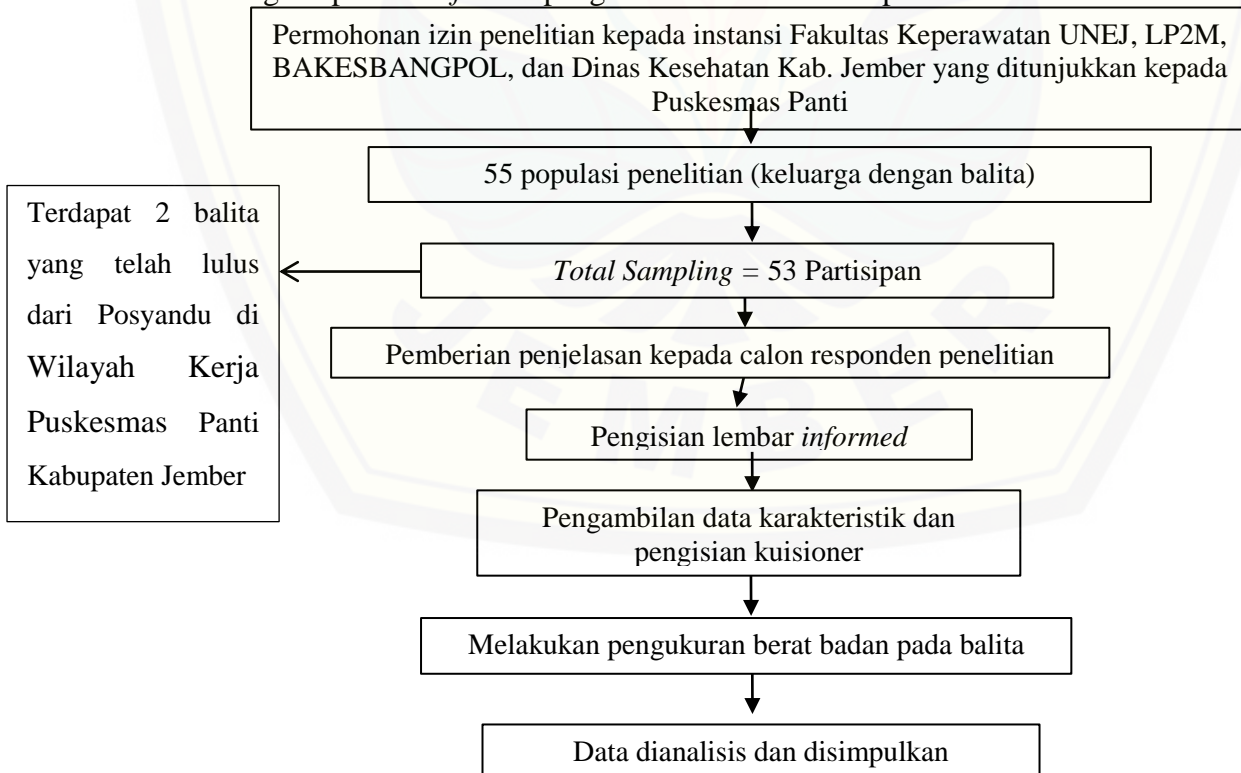 Permohonan izin penelitian kepada instansi Fakultas Keperawatan UNEJ, LP2M,
BAKESBANGPOL, dan Dinas Kesehatan Kab. Jember yang ditunjukkan kepada
Puskesmas Panti
55 populasi penelitian (keluarga dengan balita)
Terdapat 2 balita
yang telah lulus
dari Posyandu di
Wilayah Kerja
Puskesmas Panti
Kabupaten Jember
Total Sampling = 53 Partisipan
Pemberian penjelasan kepada calon responden penelitian
Pengisian lembar informed
Pengambilan data karakteristik dan
pengisian kuisioner
Melakukan pengukuran berat badan pada balita
Data dianalisis dan disimpulkan
JEMBER